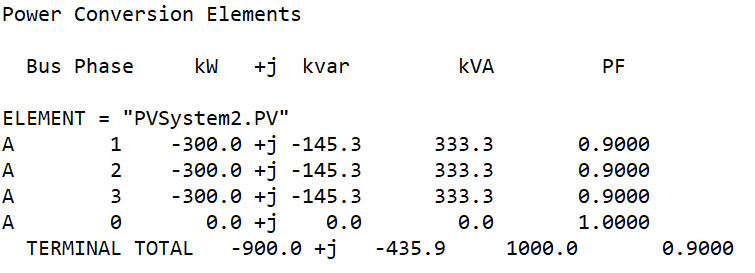 Power Conversion Elements
Bus Phase kW +j kvar kVA PF
ELEMENT = "PVSystem2.PV"
A 1 -300.0 +j -145.3 333.3 0.9000
A 2 -300.0 +j -145.3 333.3 0.9000
A 3 -300.0 +j -145.3 333.3 0.9000
A 0 0.0 +j 0.0 0.0 1.0000
TERMINAL TOTAL -900.0 +j -435.9 1000.0 0.9000